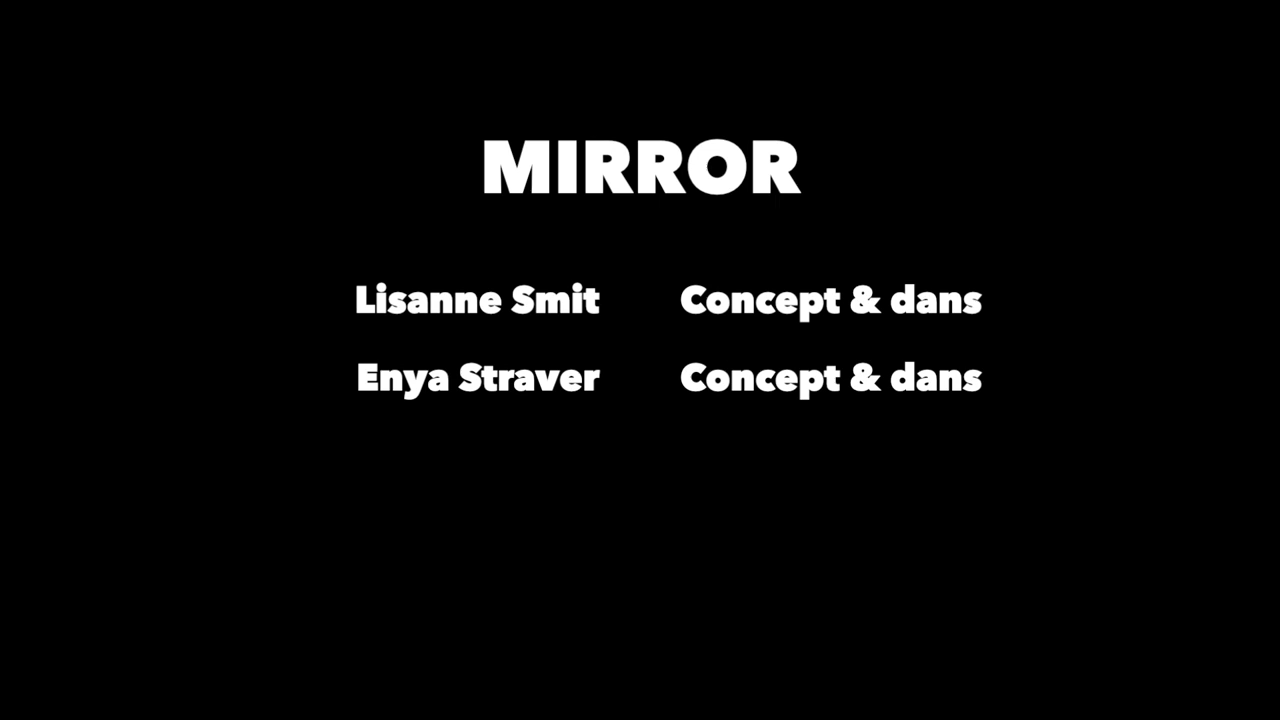 MIRROR
Lisanne Smit Concept & dans
Enya Straver Concept & dans